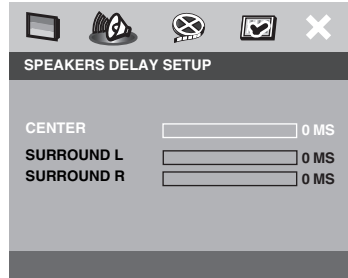 SPEAKERS DELAY SETUP
CENTER 0 MS
SURROUND L 0 MS
SURROUND R 0 MS